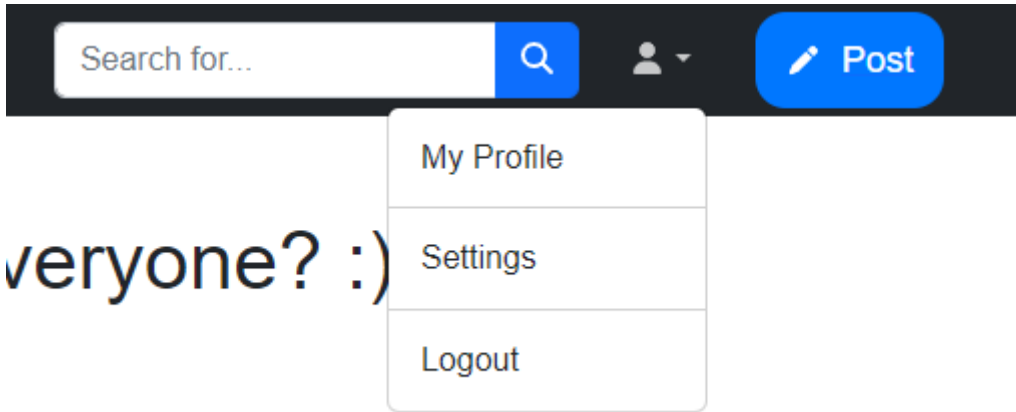 Search for...
Post
My Profile
veryone? :)
Settings
Logout